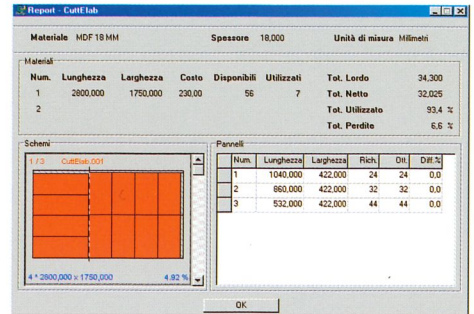 Report - CuttElab
Materiale MDF 18 MM Spessore 18,000 Unità di misura Millimetri
Materiali
Num. Lunghezza Larghezza Costo Disponibili Utilizzati Tot. Lordo 34,300
1 2800,000 1750,000 230,00 56 7 Tot. Netto 32,025
2 Tot. Utilizzato 93,4 %
Tot. Perdite 6,6 %
Schemi
1 / 3 CuttElab.001
4 * 2800,000 x 1750,000 4.92 %
Pannelli
Num. Lunghezza Larghezza Rich. Ott. Diff.%
1 1040,000 422,000 24 24 0,0
2 860,000 422,000 32 32 0,0
3 532,000 422,000 44 44 0,0
OK